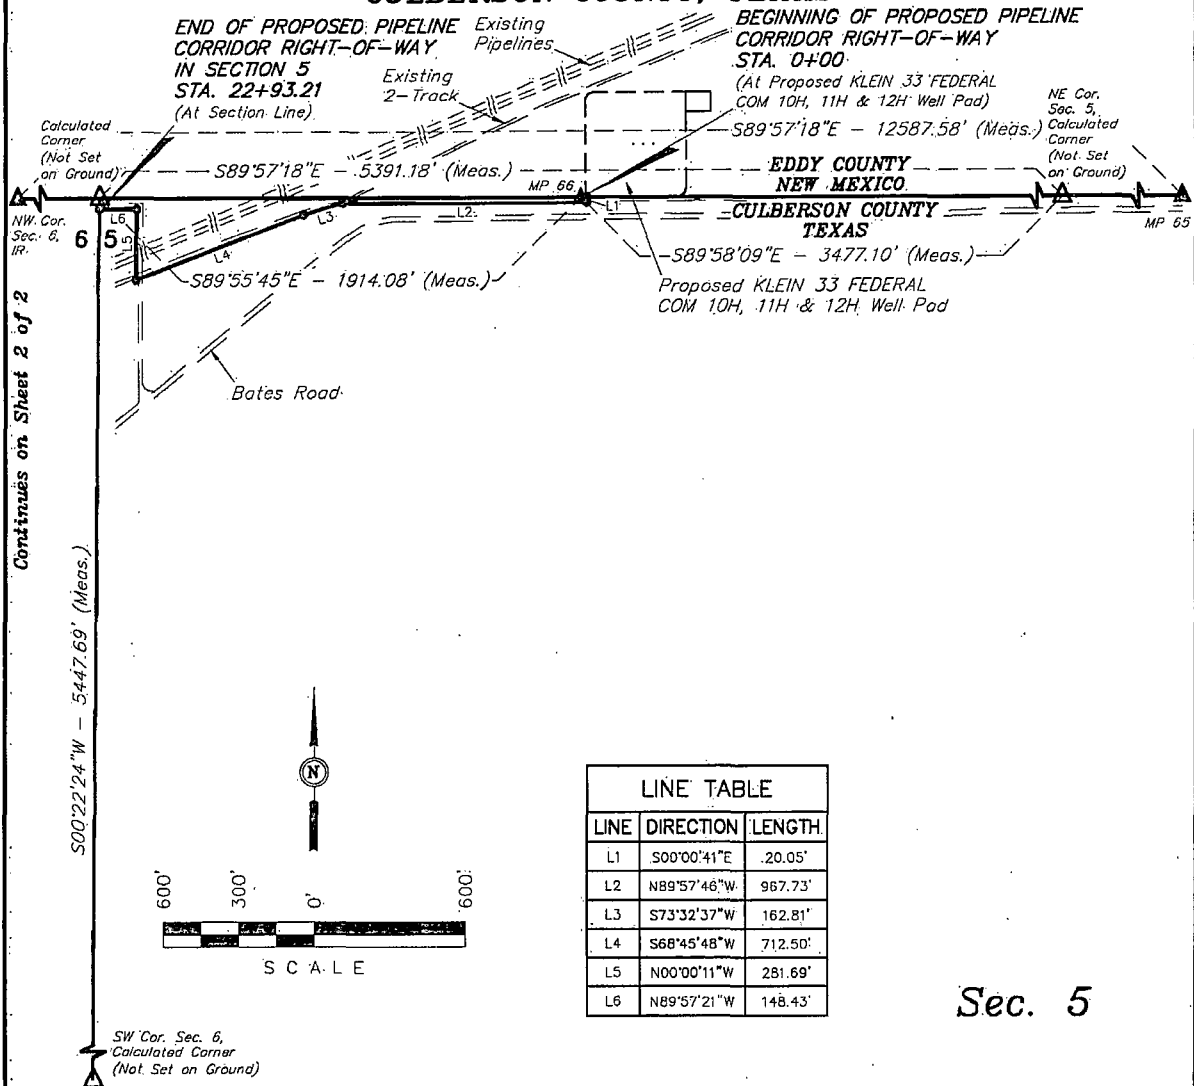 CULBERSON COUNTY, TEXAS
END OF PROPOSED PIPELINE
CORRIDOR RIGHT-OF-WAY
IN SECTION 5
STA. 22+93.21
(At Section Line)
Existing
Pipelines
Existing
2-Track
BEGINNING OF PROPOSED PIPELINE
CORRIDOR RIGHT-OF-WAY
STA. 0+00
(At Proposed KLEIN 33 FEDERAL
COM 10H, 11H & 12H Well Pad)
NE Cor.
Sec. 5,
Calculated
Corner
(Not Set
on Ground)
Calculated
Corner
(Not Set
on Ground)
S89°57'18"E - 12587.58' (Meas.)
S89°57'18"E - 5391.18' (Meas.)
MP 66
EDDY COUNTY
NEW MEXICO
CULBERSON COUNTY
TEXAS
MP 65
NW Cor.
Sec. 6,
IR.
6 5
L6
L5
L4
L3
L2
L1
S89°55'45"E - 1914.08' (Meas.)
S89°58'09"E - 3477.10' (Meas.)
Proposed KLEIN 33 FEDERAL
COM 10H, 11H & 12H Well Pad
Bates Road
Continues on Sheet 2 of 2
S00°22'24"W - 5447.69' (Meas.)
N
600' 300' 0' 600'
SCALE
LINE TABLE
LINE DIRECTION LENGTH
L1 S00°00'41"E 20.05'
L2 N89°57'46"W 967.73'
L3 S73°32'37"W 162.81'
L4 S68°45'48"W 712.50'
L5 N00°00'11"W 281.69'
L6 N89°57'21"W 148.43'
Sec. 5
SW Cor. Sec. 6,
Calculated Corner
(Not Set on Ground)